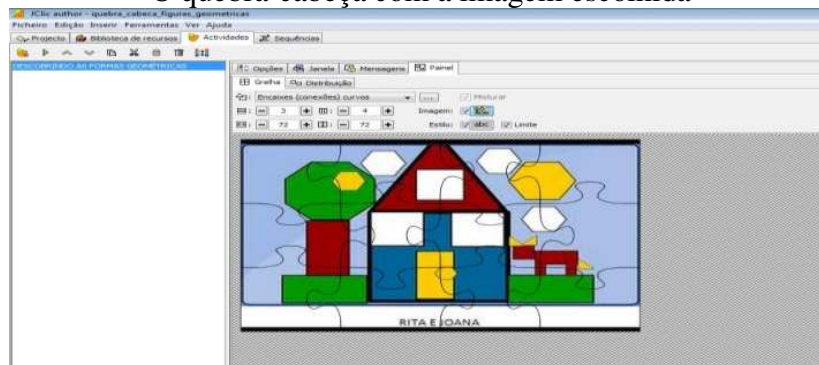 O quebra-cabeça com a imagem escolhida
JClic author - quebra_cabeca_figuras_geometricas
Ficheiro Edição Inserir Ferramentas Ver Ajuda
Projecto Biblioteca de recursos Actividades Sequências
DESCOBRINDO AS FORMAS GEOMÉTRICAS
Opções Janela Mensagens Painel
Grelha Distribuição
Encaixes (conexões) curvos ... Misturar
3 4 Imagem:
72 72 Estilo: abc Limite
RITA E JOANA